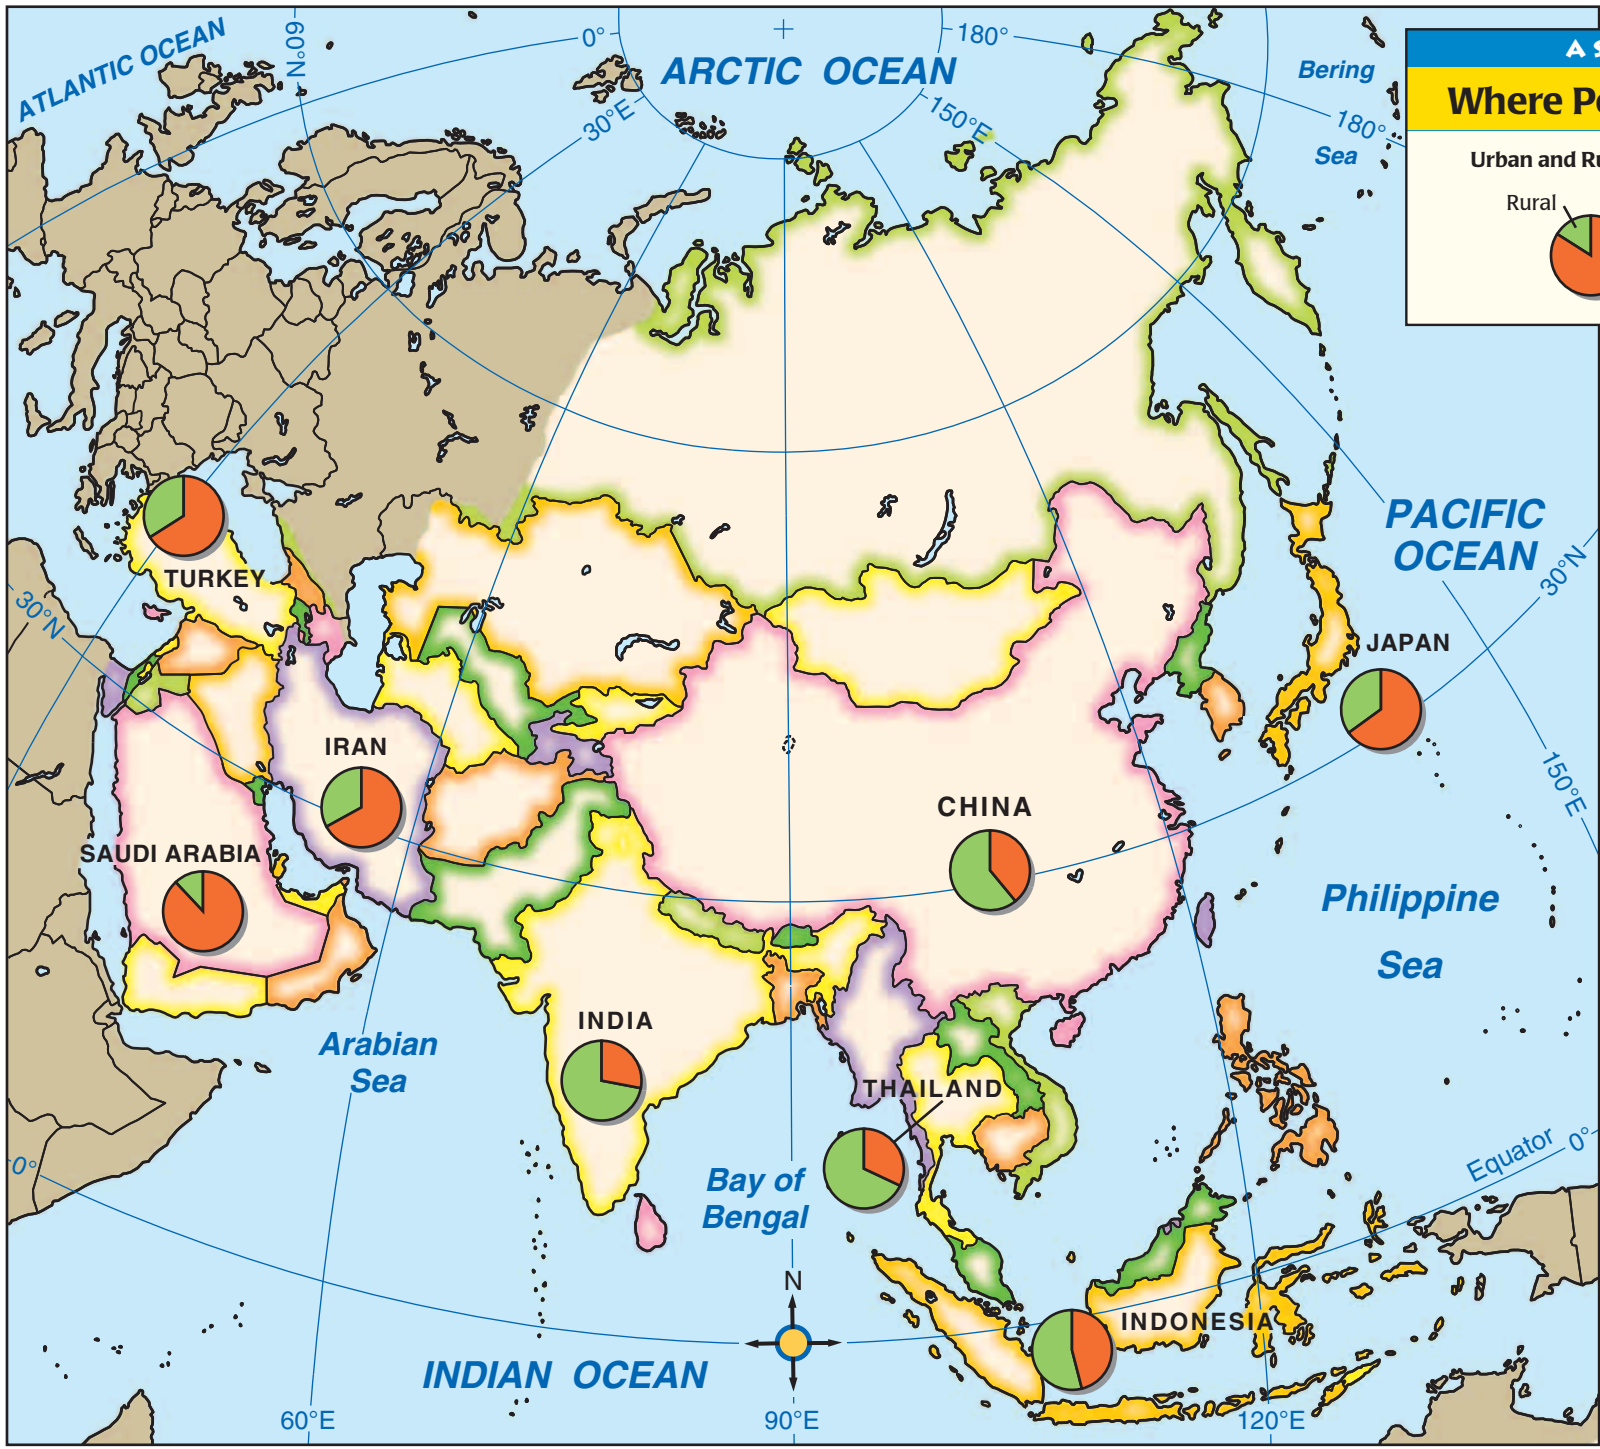 ATLANTIC OCEAN
60°N
0°
30°E
ARCTIC OCEAN
180°
150°E
Bering
180°
Sea
A S
Where Pe
Urban and Ru
Rural
TURKEY
30°N
PACIFIC
OCEAN
30°N
JAPAN
150°E
IRAN
CHINA
SAUDI ARABIA
Philippine
Sea
INDIA
Arabian
Sea
THAILAND
Bay of
Bengal
0°
Equator
0°
N
INDONESIA
INDIAN OCEAN
60°E
90°E
120°E